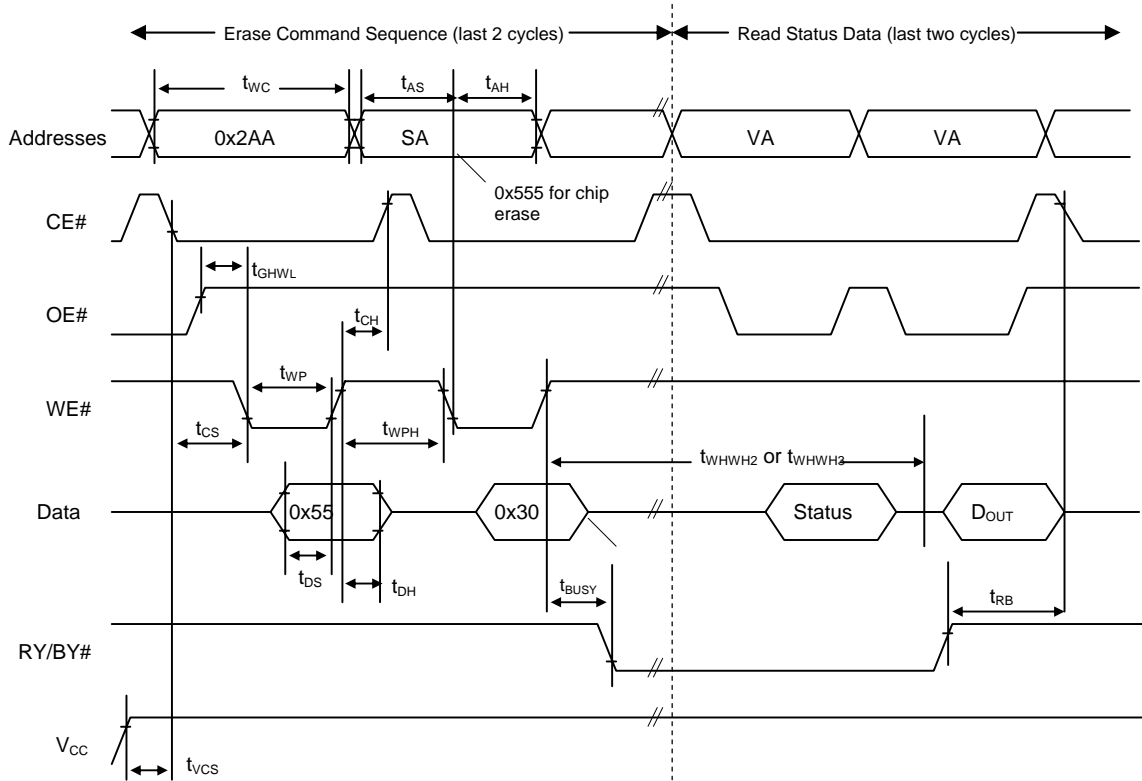 Erase Command Sequence (last 2 cycles)
Read Status Data (last two cycles)
tWC
tAS
tAH
Addresses
0x2AA
SA
VA
VA
0x555 for chip
erase
CE#
tGHWL
OE#
tCH
tWP
WE#
tCS
tWPH
tWHWH2 or tWHWH3
Data
0x55
0x30
Status
DOUT
tDS
tDH
tBUSY
tRB
RY/BY#
VCC
tVCS